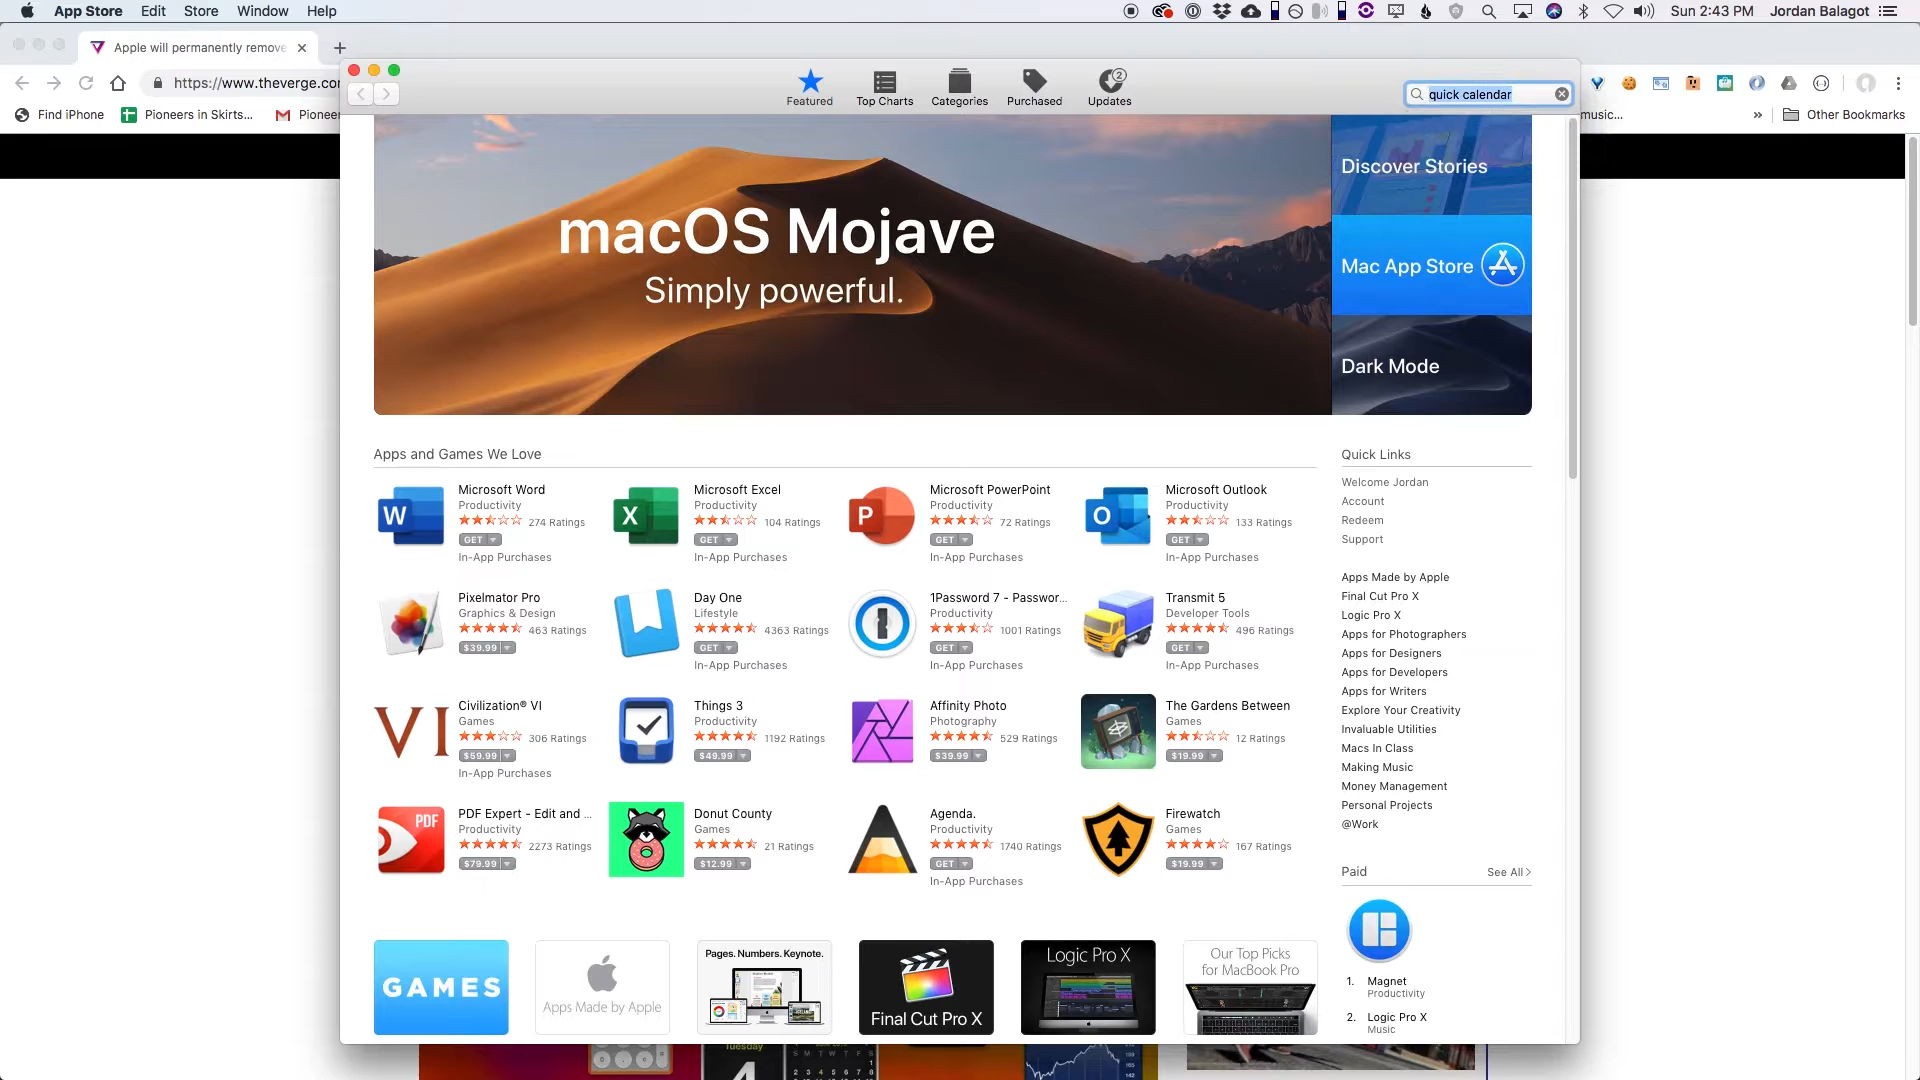 App Store Edit Store Window Help
Sun 2:43 PM Jordan Balagot
Apple will permanently remove
https://www.theverge.co
Find iPhone Pioneers in Skirts... Pionee
music... » Other Bookmarks
Featured Top Charts Categories Purchased Updates
2
quick calendar
macOS Mojave
Simply powerful.
Discover Stories
Mac App Store
Dark Mode
Apps and Games We Love
Microsoft Word
Productivity
274 Ratings
GET
In-App Purchases
Microsoft Excel
Productivity
104 Ratings
GET
In-App Purchases
Microsoft PowerPoint
Productivity
72 Ratings
GET
In-App Purchases
Microsoft Outlook
Productivity
133 Ratings
GET
In-App Purchases
Pixelmator Pro
Graphics & Design
463 Ratings
$39.99
Day One
Lifestyle
4363 Ratings
GET
In-App Purchases
1Password 7 - Passwor...
Productivity
1001 Ratings
GET
In-App Purchases
Transmit 5
Developer Tools
496 Ratings
GET
In-App Purchases
VI
Civilization® VI
Games
306 Ratings
$59.99
In-App Purchases
Things 3
Productivity
1192 Ratings
$49.99
Affinity Photo
Photography
529 Ratings
$39.99
The Gardens Between
Games
12 Ratings
$19.99
PDF
PDF Expert - Edit and ...
Productivity
2273 Ratings
$79.99
Donut County
Games
21 Ratings
$12.99
Agenda.
Productivity
1740 Ratings
GET
In-App Purchases
Firewatch
Games
167 Ratings
$19.99
Quick Links
Welcome Jordan
Account
Redeem
Support
Apps Made by Apple
Final Cut Pro X
Logic Pro X
Apps for Photographers
Apps for Designers
Apps for Developers
Apps for Writers
Explore Your Creativity
Invaluable Utilities
Macs In Class
Making Music
Money Management
Personal Projects
@Work
Paid See All
1. Magnet
Productivity
2. Logic Pro X
Music
GAMES
Apps Made by Apple
Pages. Numbers. Keynote.
Final Cut Pro X
Logic Pro X
Our Top Picks
for MacBook Pro
Tuesday
4
S M T W T F S